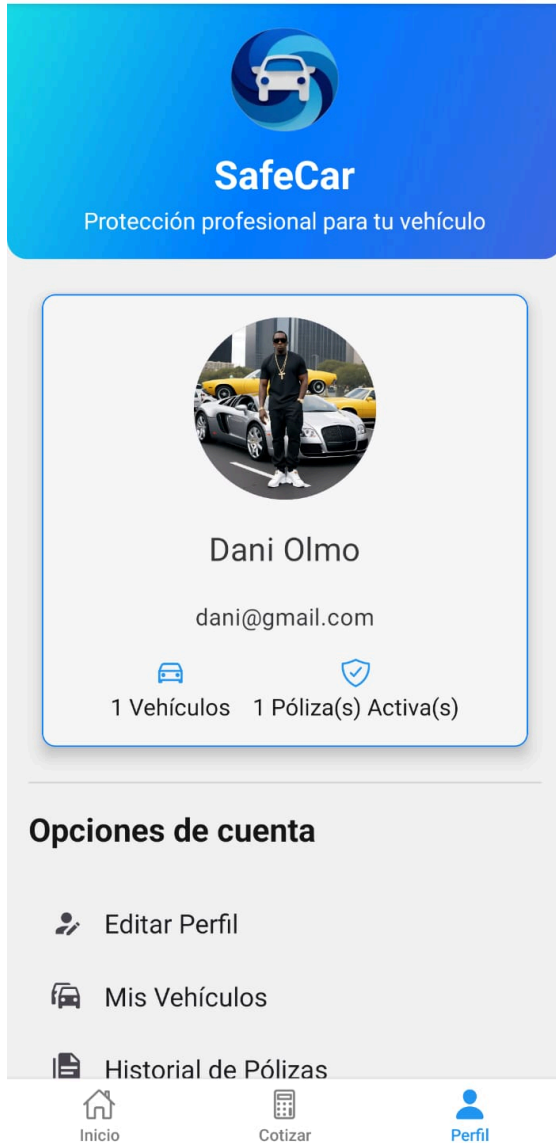 SafeCar
Protección profesional para tu vehículo
Dani Olmo
dani@gmail.com
1 Vehículos 1 Póliza(s) Activa(s)
Opciones de cuenta
Editar Perfil
Mis Vehículos
Historial de Pólizas
Inicio Cotizar Perfil